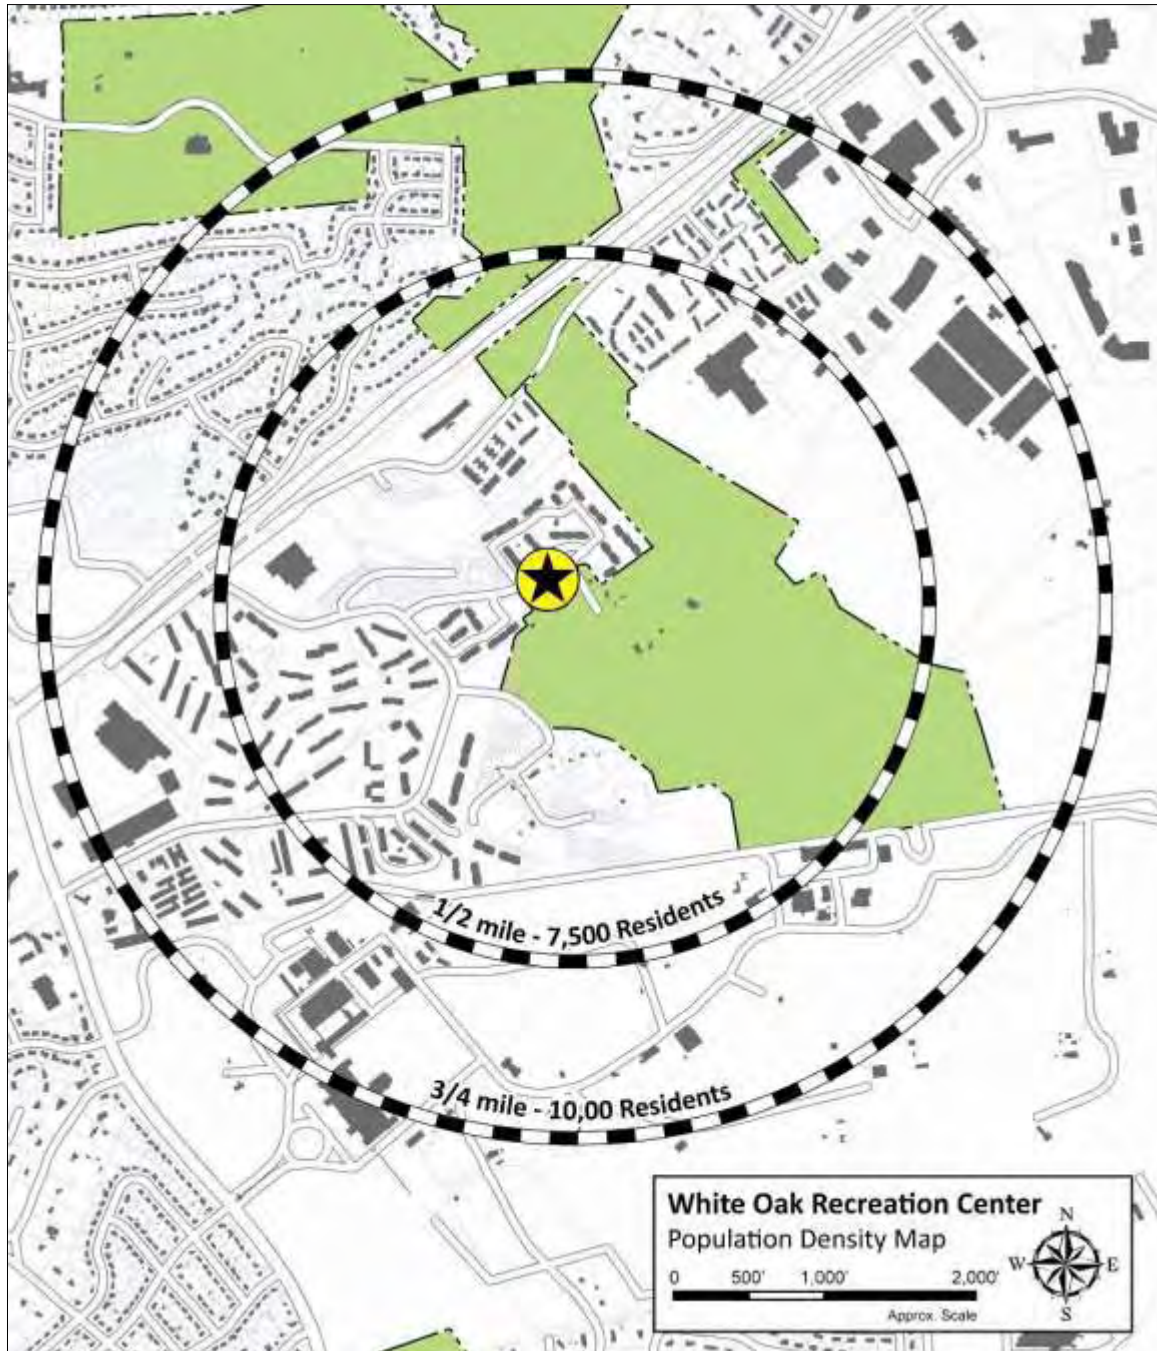 1/2 mile - 7,500 Residents
3/4 mile - 10,00 Residents
White Oak Recreation Center
Population Density Map
0 500' 1,000' 2,000'
Approx. Scale
N
W E
S